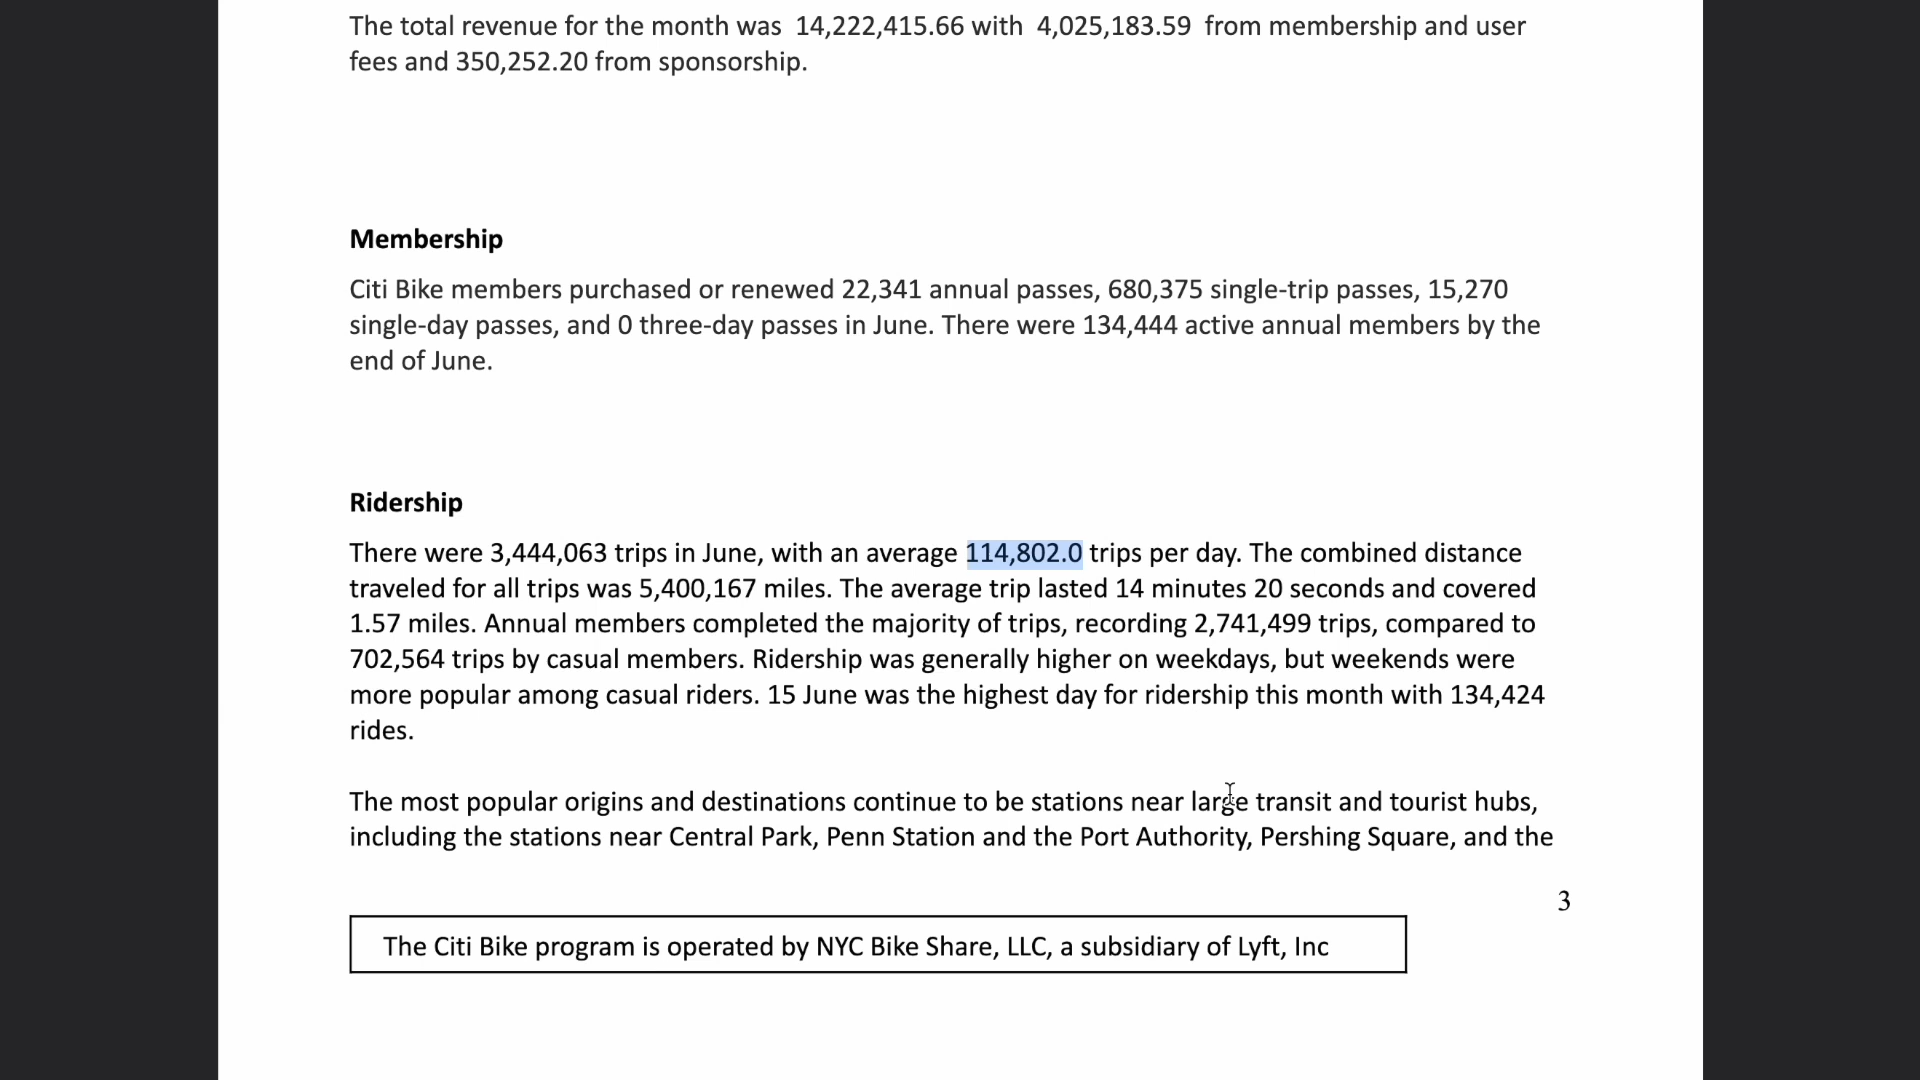 The total revenue for the month was  14,222,415.66 with  4,025,183.59  from membership and user
fees and 350,252.20 from sponsorship.
Membership
Citi Bike members purchased or renewed 22,341 annual passes, 680,375 single-trip passes, 15,270
single-day passes, and 0 three-day passes in June. There were 134,444 active annual members by the
end of June.
Ridership
There were 3,444,063 trips in June, with an average 114,802.0 trips per day. The combined distance
traveled for all trips was 5,400,167 miles. The average trip lasted 14 minutes 20 seconds and covered
1.57 miles. Annual members completed the majority of trips, recording 2,741,499 trips, compared to
702,564 trips by casual members. Ridership was generally higher on weekdays, but weekends were
more popular among casual riders. 15 June was the highest day for ridership this month with 134,424
rides.
The most popular origins and destinations continue to be stations near large transit and tourist hubs,
including the stations near Central Park, Penn Station and the Port Authority, Pershing Square, and the
3
The Citi Bike program is operated by NYC Bike Share, LLC, a subsidiary of Lyft, Inc